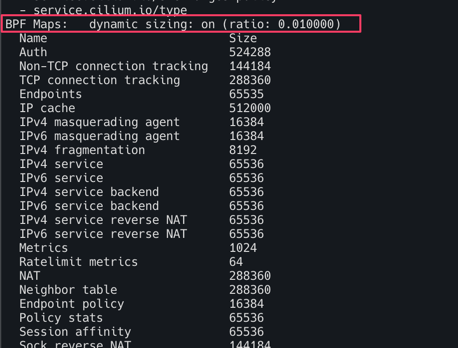 - service.cilium.io/type
BPF Maps: dynamic sizing: on (ratio: 0.010000)
Name Size
Auth 524288
Non-TCP connection tracking 144184
TCP connection tracking 288360
Endpoints 65535
IP cache 512000
IPv4 masquerading agent 16384
IPv6 masquerading agent 16384
IPv4 fragmentation 8192
IPv4 service 65536
IPv6 service 65536
IPv4 service backend 65536
IPv6 service backend 65536
IPv4 service reverse NAT 65536
IPv6 service reverse NAT 65536
Metrics 1024
Ratelimit metrics 64
NAT 288360
Neighbor table 288360
Endpoint policy 16384
Policy stats 65536
Session affinity 65536
Sock reverse NAT 144184